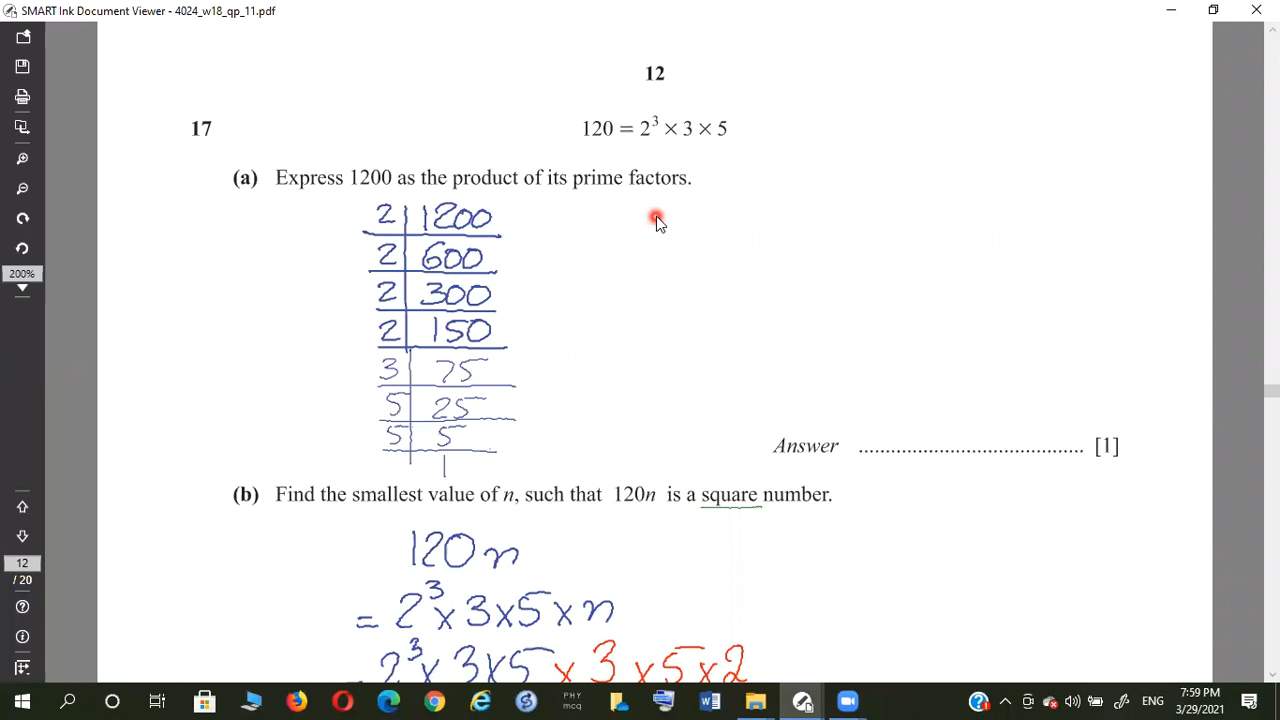 SMART Ink Document Viewer - 4024_w18_qp_11.pdf
12
17
120 = 2³ × 3 × 5
(a) Express 1200 as the product of its prime factors.
2 | 1200
2 | 600
2 | 300
2 | 150
3 | 75
5 | 25
5 | 5
1
Answer .......................................... [1]
(b) Find the smallest value of n, such that 120n is a square number.
120n
= 2³ × 3 × 5 × n
= 2³ × 3 × 5 × 3 × 5 × 2
200%
12
/ 20
PHY
mcq
ENG
7:59 PM
3/29/2021